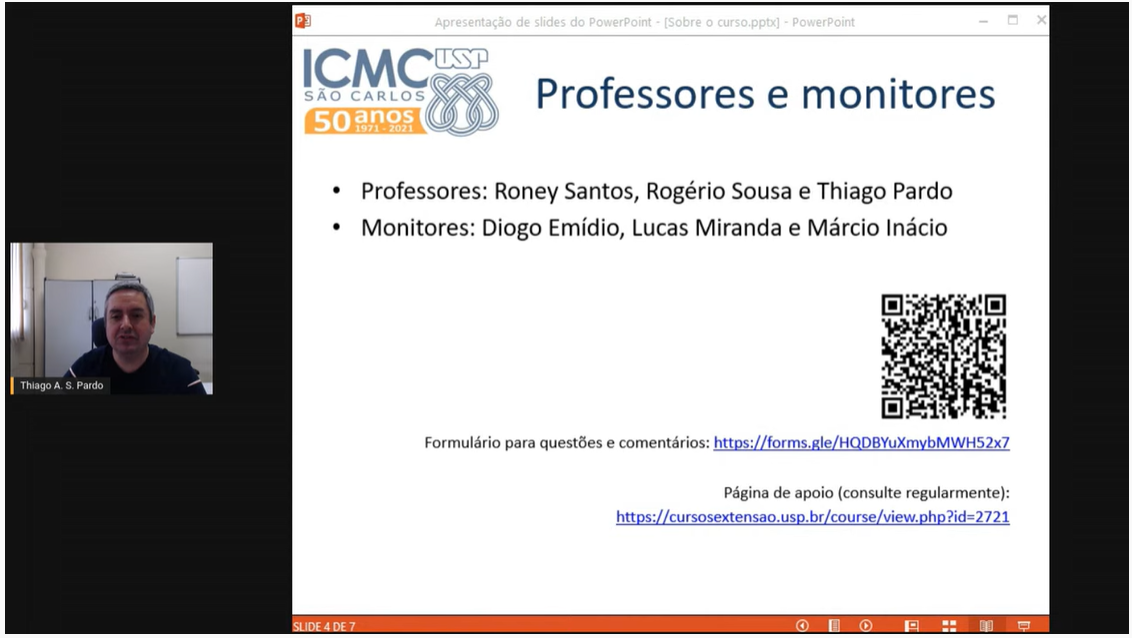 Apresentação de slides do PowerPoint - [Sobre o curso.pptx] - PowerPoint
ICMC USP
SÃO CARLOS
50 anos
1971 - 2021
Professores e monitores
• Professores: Roney Santos, Rogério Sousa e Thiago Pardo
• Monitores: Diogo Emídio, Lucas Miranda e Márcio Inácio
Thiago A. S. Pardo
Formulário para questões e comentários: https://forms.gle/HQDBYuXmybMWH52x7
Página de apoio (consulte regularmente):
https://cursosextensao.usp.br/course/view.php?id=2721
SLIDE 4 DE 7